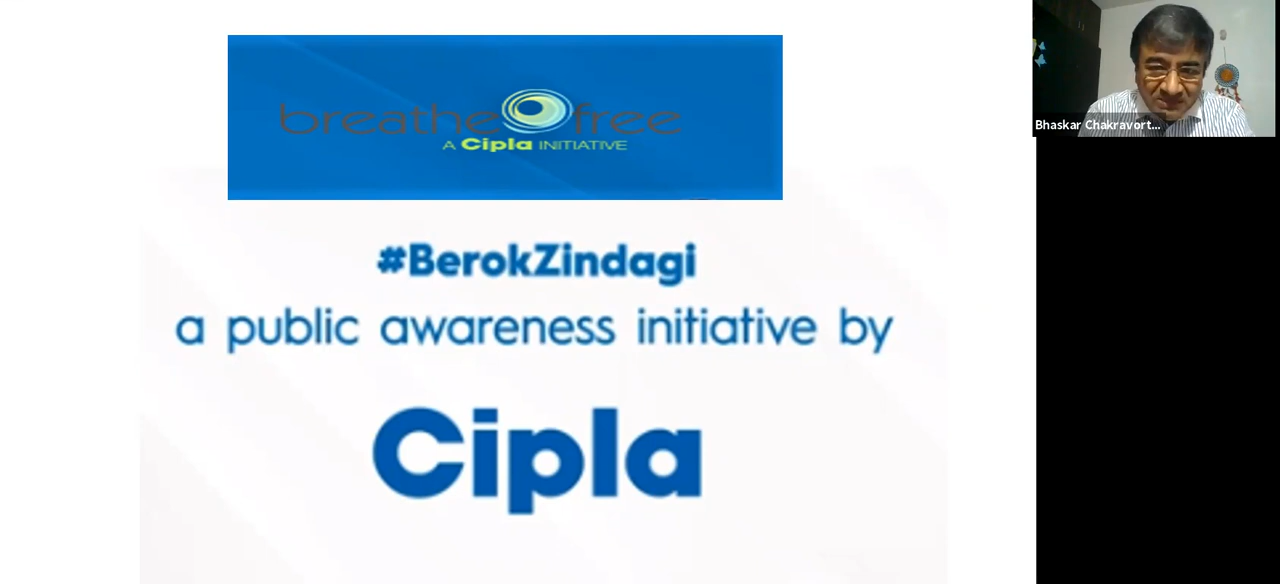 breathe free
A Cipla INITIATIVE
#BerokZindagi
a public awareness initiative by
Cipla
Bhaskar Chakravort...